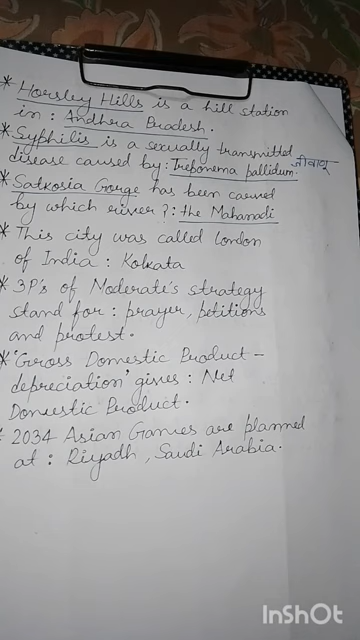 * Horsley Hills is a hill station
in : Andhra Pradesh.
* Syphilis is a sexually transmitted
disease caused by : Treponema pallidum. जीवाणु
* Satkosia Gorge has been carved
by which river ? : the Mahanadi
* This city was called London
of India : Kolkata
* 3P's of Moderate's strategy
stand for : prayer, petitions
and protest.
* 'Gross Domestic Product -
depreciation' gives : Net
Domestic Product.
* 2034 Asian Games are planned
at : Riyadh, Saudi Arabia.
InShOt